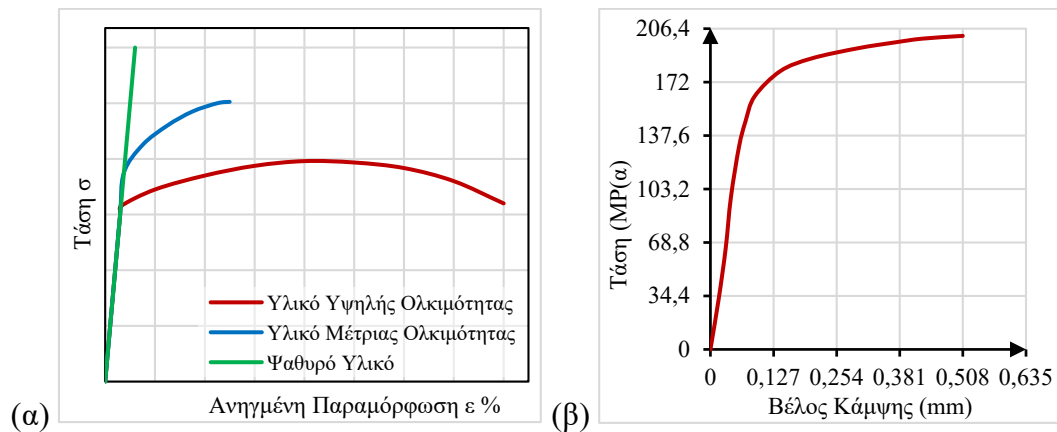 Τάση σ
Υλικό Υψηλής Ολκιμότητας
Υλικό Μέτριας Ολκιμότητας
Ψαθυρό Υλικό
Ανηγμένη Παραμόρφωση ε %
(α)
206,4
172
137,6
103,2
68,8
34,4
0
Τάση (MP(α)
0 0,127 0,254 0,381 0,508 0,635
Βέλος Κάμψης (mm)
(β)